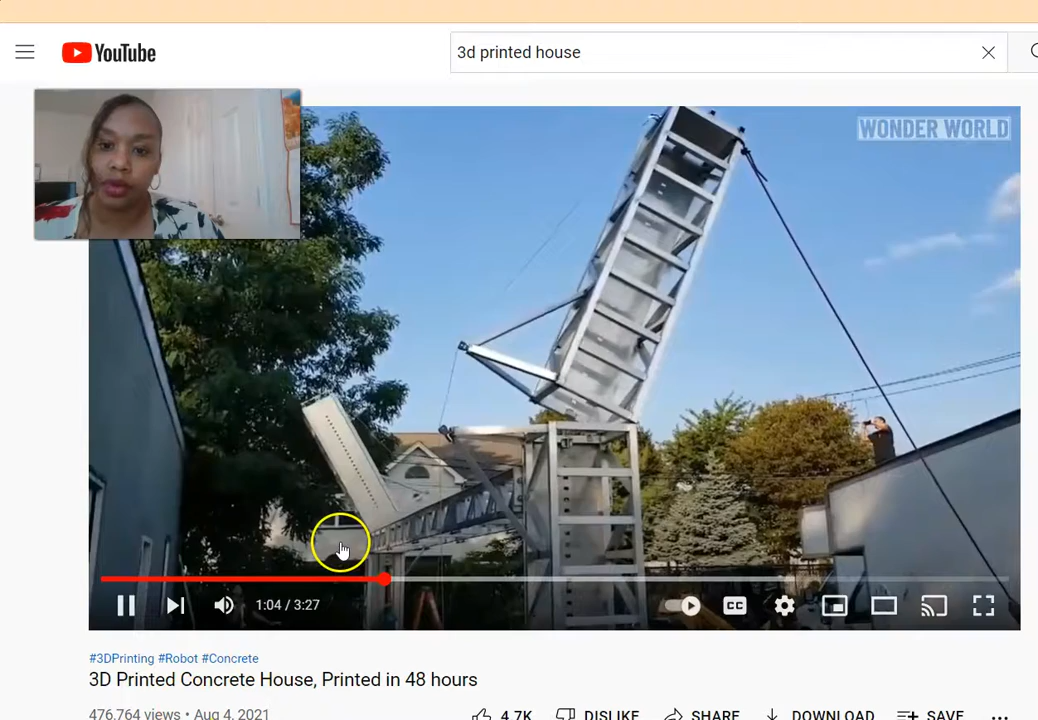 YouTube
3d printed house
WONDER WORLD
1:04 / 3:27
CC
#3DPrinting #Robot #Concrete
3D Printed Concrete House, Printed in 48 hours
476,764 views • Aug 4, 2021
4.7K DISLIKE SHARE DOWNLOAD SAVE